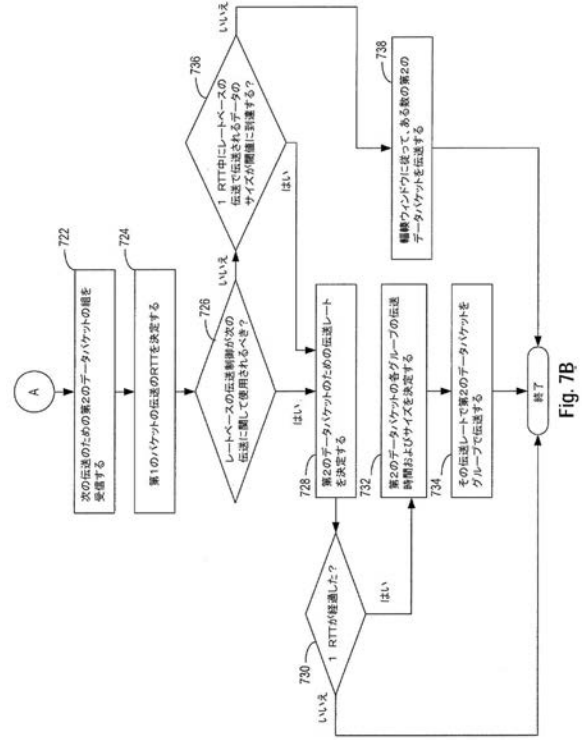 A
722
次の伝送のための第2のデータパケットの組を
受信する
724
第1のパケットの伝送のRTTを決定する
726
レートベースの伝送制御が次の
伝送に関して使用されるべき?
いいえ
はい
736
1 RTT中にレートベースの
伝送で伝送されるデータの
サイズが閾値に到達する?
いいえ
はい
728
第2のデータパケットのための伝送レート
を決定する
730
1 RTTが経過した?
いいえ
はい
732
第2のデータパケットの各グループの伝送
時間およびサイズを決定する
734
その伝送レートで第2のデータパケットを
グループで伝送する
738
輻輳ウィンドウに従って、ある数の第2の
データパケットを伝送する
終了
Fig. 7B